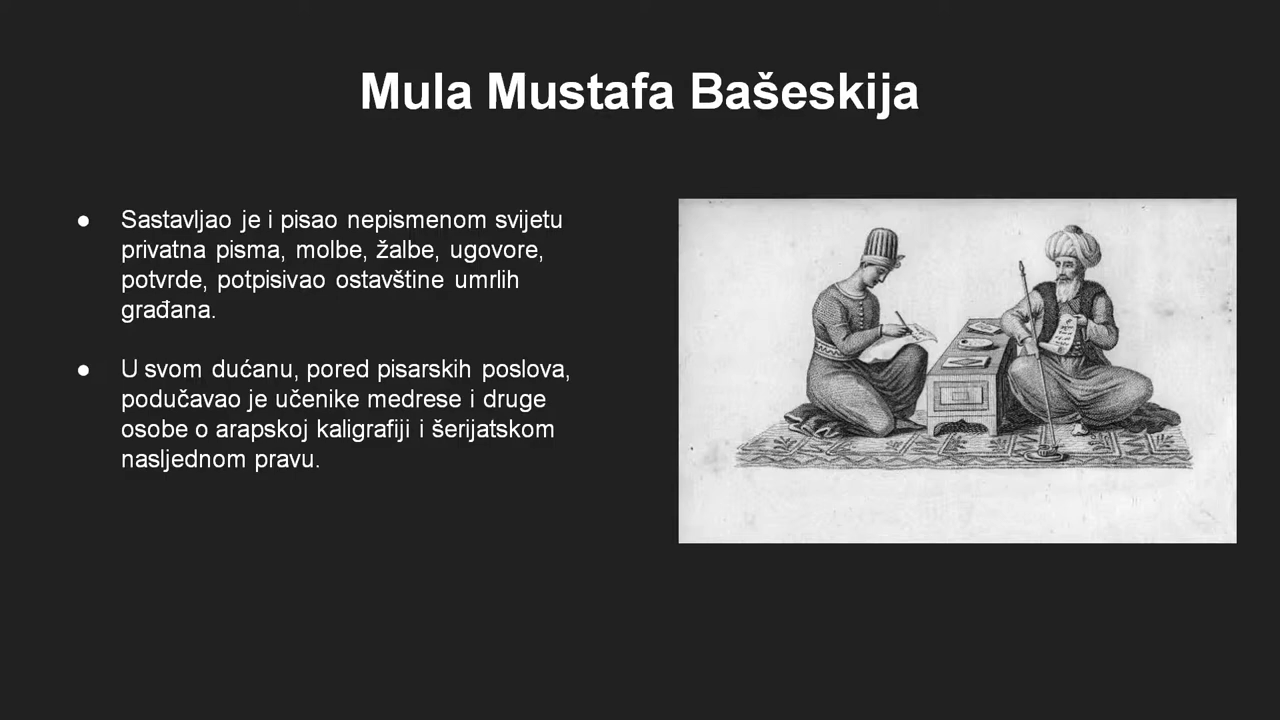 Mula Mustafa Bašeskija
● Sastavljao je i pisao nepismenom svijetu
privatna pisma, molbe, žalbe, ugovore,
potvrde, potpisivao ostavštine umrlih
građana.
● U svom dućanu, pored pisarskih poslova,
podučavao je učenike medrese i druge
osobe o arapskoj kaligrafiji i šerijatskom
nasljednom pravu.